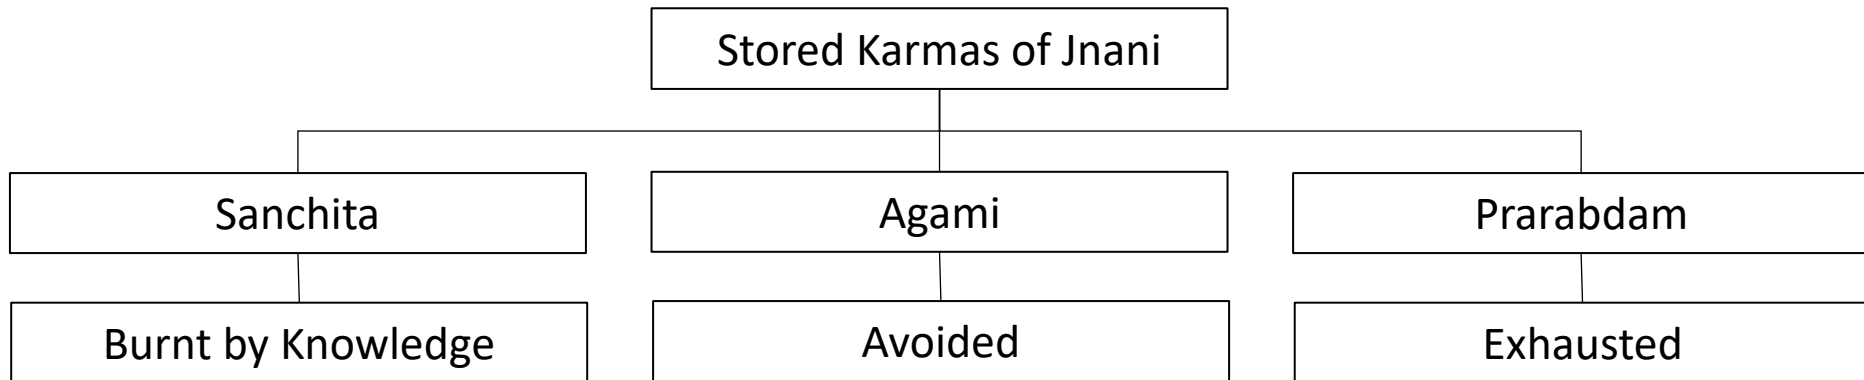 Stored Karmas of Jnani
Sanchita
Agami
Prarabdam
Burnt by Knowledge
Avoided
Exhausted